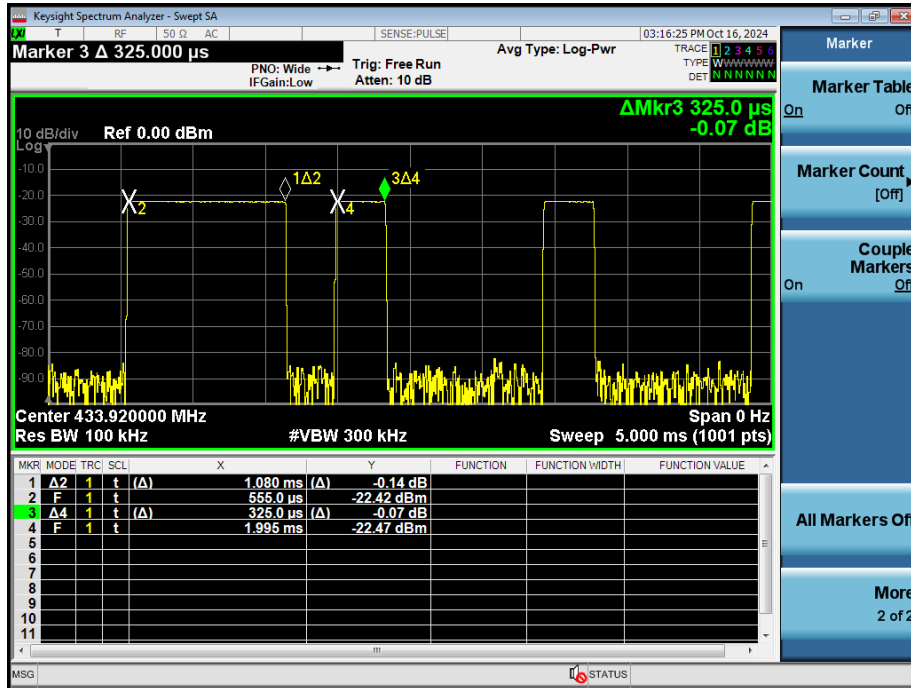 Keysight Spectrum Analyzer - Swept SA
LXI T RF 50 Ω AC SENSE:PULSE 03:16:25 PM Oct 16, 2024
Marker 3 Δ 325.000 µs
PNO: Wide
IFGain:Low
Trig: Free Run
Atten: 10 dB
Avg Type: Log-Pwr
TRACE 1 2 3 4 5 6
TYPE WWWWWW
DET N N N N N N
ΔMkr3 325.0 µs
-0.07 dB
10 dB/div Ref 0.00 dBm
Log
-10.0
-20.0
-30.0
-40.0
-50.0
-60.0
-70.0
-80.0
-90.0
1Δ2
3Δ4
2
4
Center 433.920000 MHz Span 0 Hz
Res BW 100 kHz #VBW 300 kHz Sweep 5.000 ms (1001 pts)
MKR MODE TRC SCL X Y FUNCTION FUNCTION WIDTH FUNCTION VALUE
1 Δ2 1 t (Δ) 1.080 ms (Δ) -0.14 dB
2 F 1 t 555.0 µs -22.42 dBm
3 Δ4 1 t (Δ) 325.0 µs (Δ) -0.07 dB
4 F 1 t 1.995 ms -22.47 dBm
5
6
7
8
9
10
11
MSG STATUS
Marker
Marker Table
On Off
Marker Count
[Off]
Couple
Markers
On Off
All Markers Off
More
2 of 2